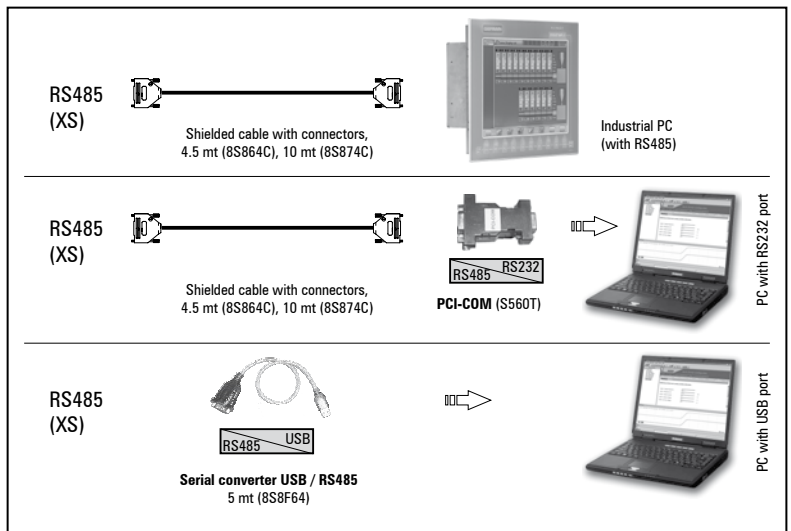 RS485
(XS)
Shielded cable with connectors,
4.5 mt (8S864C), 10 mt (8S874C)
Industrial PC
(with RS485)
RS485
(XS)
Shielded cable with connectors,
4.5 mt (8S864C), 10 mt (8S874C)
RS485 RS232
PCI-COM (S560T)
PC with RS232 port
RS485
(XS)
RS485 USB
Serial converter USB / RS485
5 mt (8S8F64)
PC with USB port